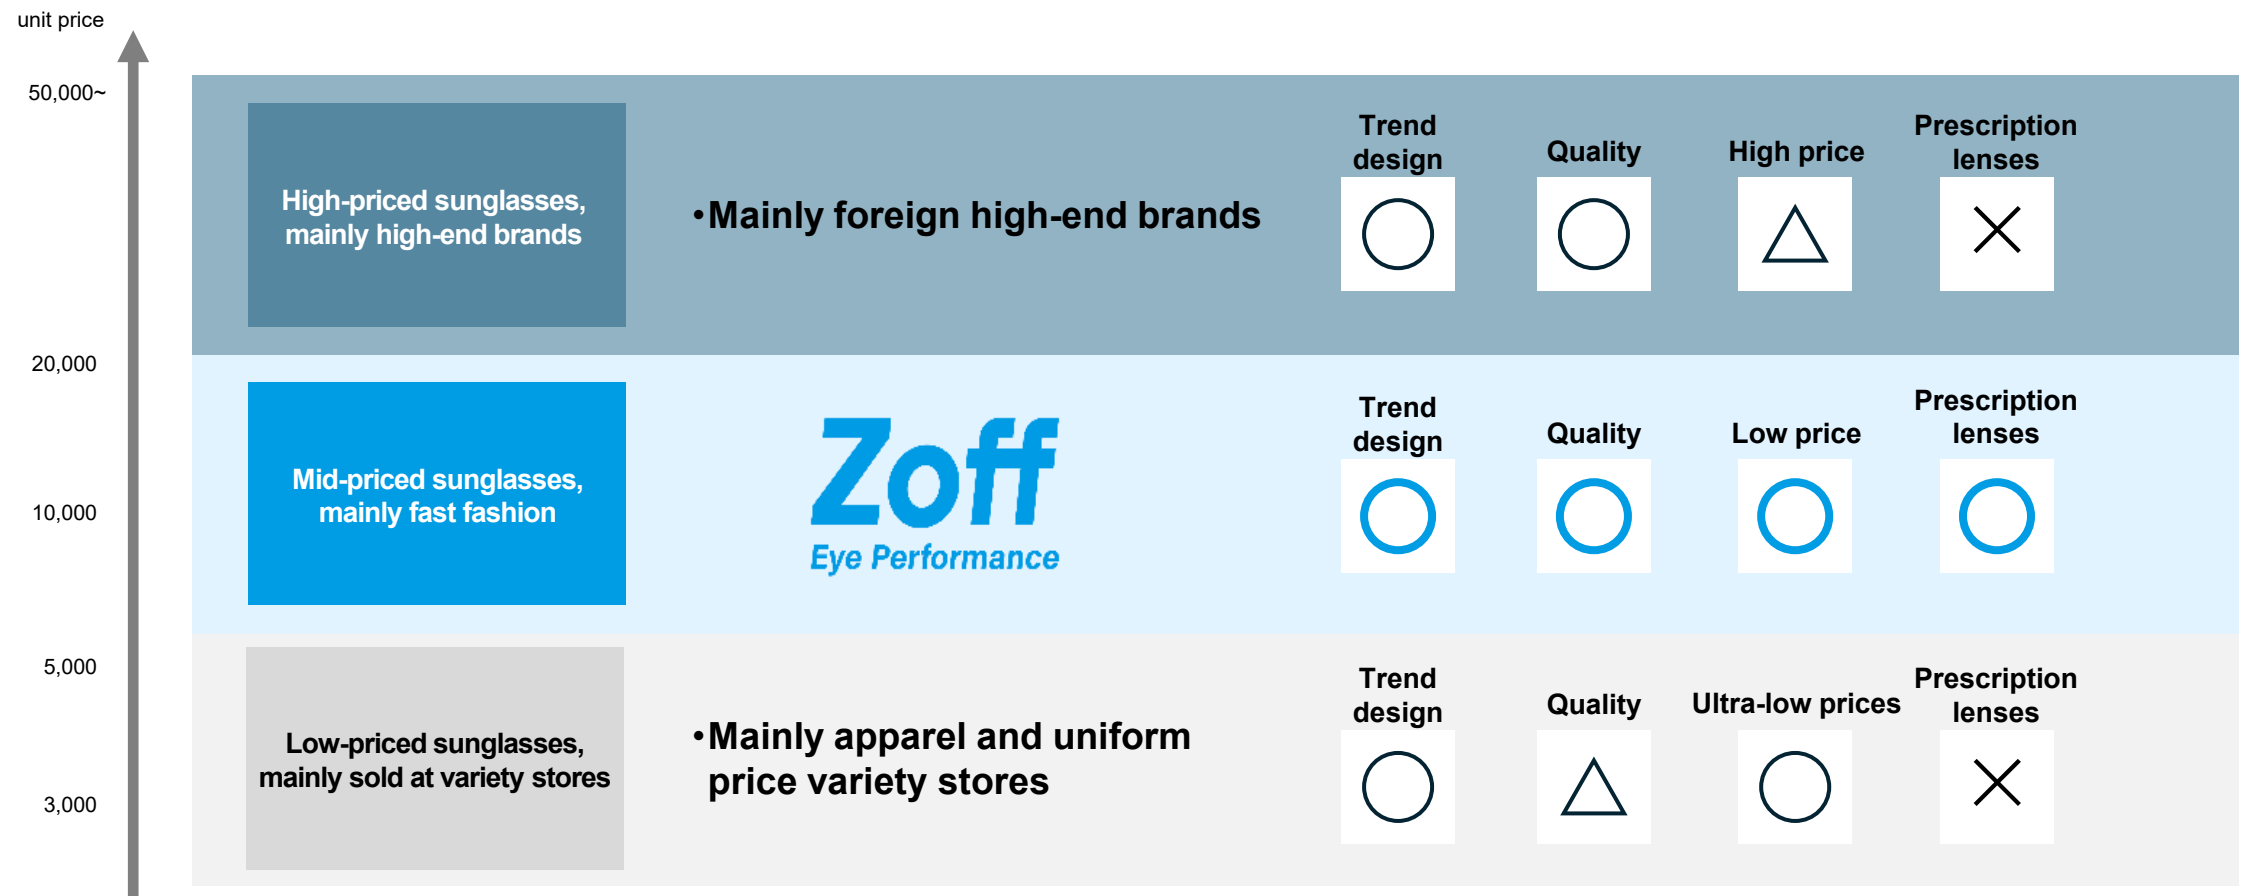 unit price
50,000~
High-priced sunglasses,
mainly high-end brands
•Mainly foreign high-end brands
Trend
design
Quality
High price
Prescription
lenses
20,000
Mid-priced sunglasses,
mainly fast fashion
Zoff
Eye Performance
Trend
design
Quality
Low price
Prescription
lenses
10,000
5,000
Low-priced sunglasses,
mainly sold at variety stores
•Mainly apparel and uniform
price variety stores
Trend
design
Quality
Ultra-low prices
Prescription
lenses
3,000